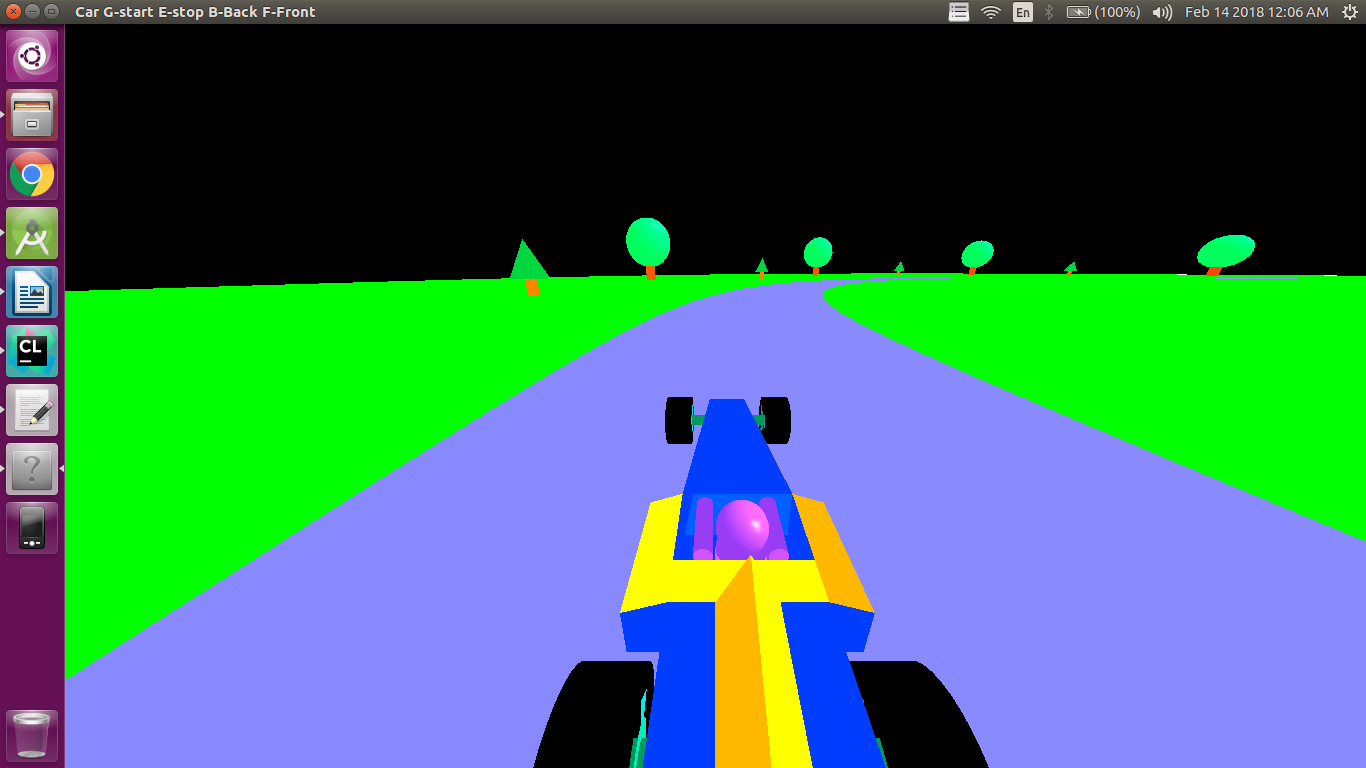 Car G-start E-stop B-Back F-Front
En
(100%)
Feb 14 2018 12:06 AM
CL
?